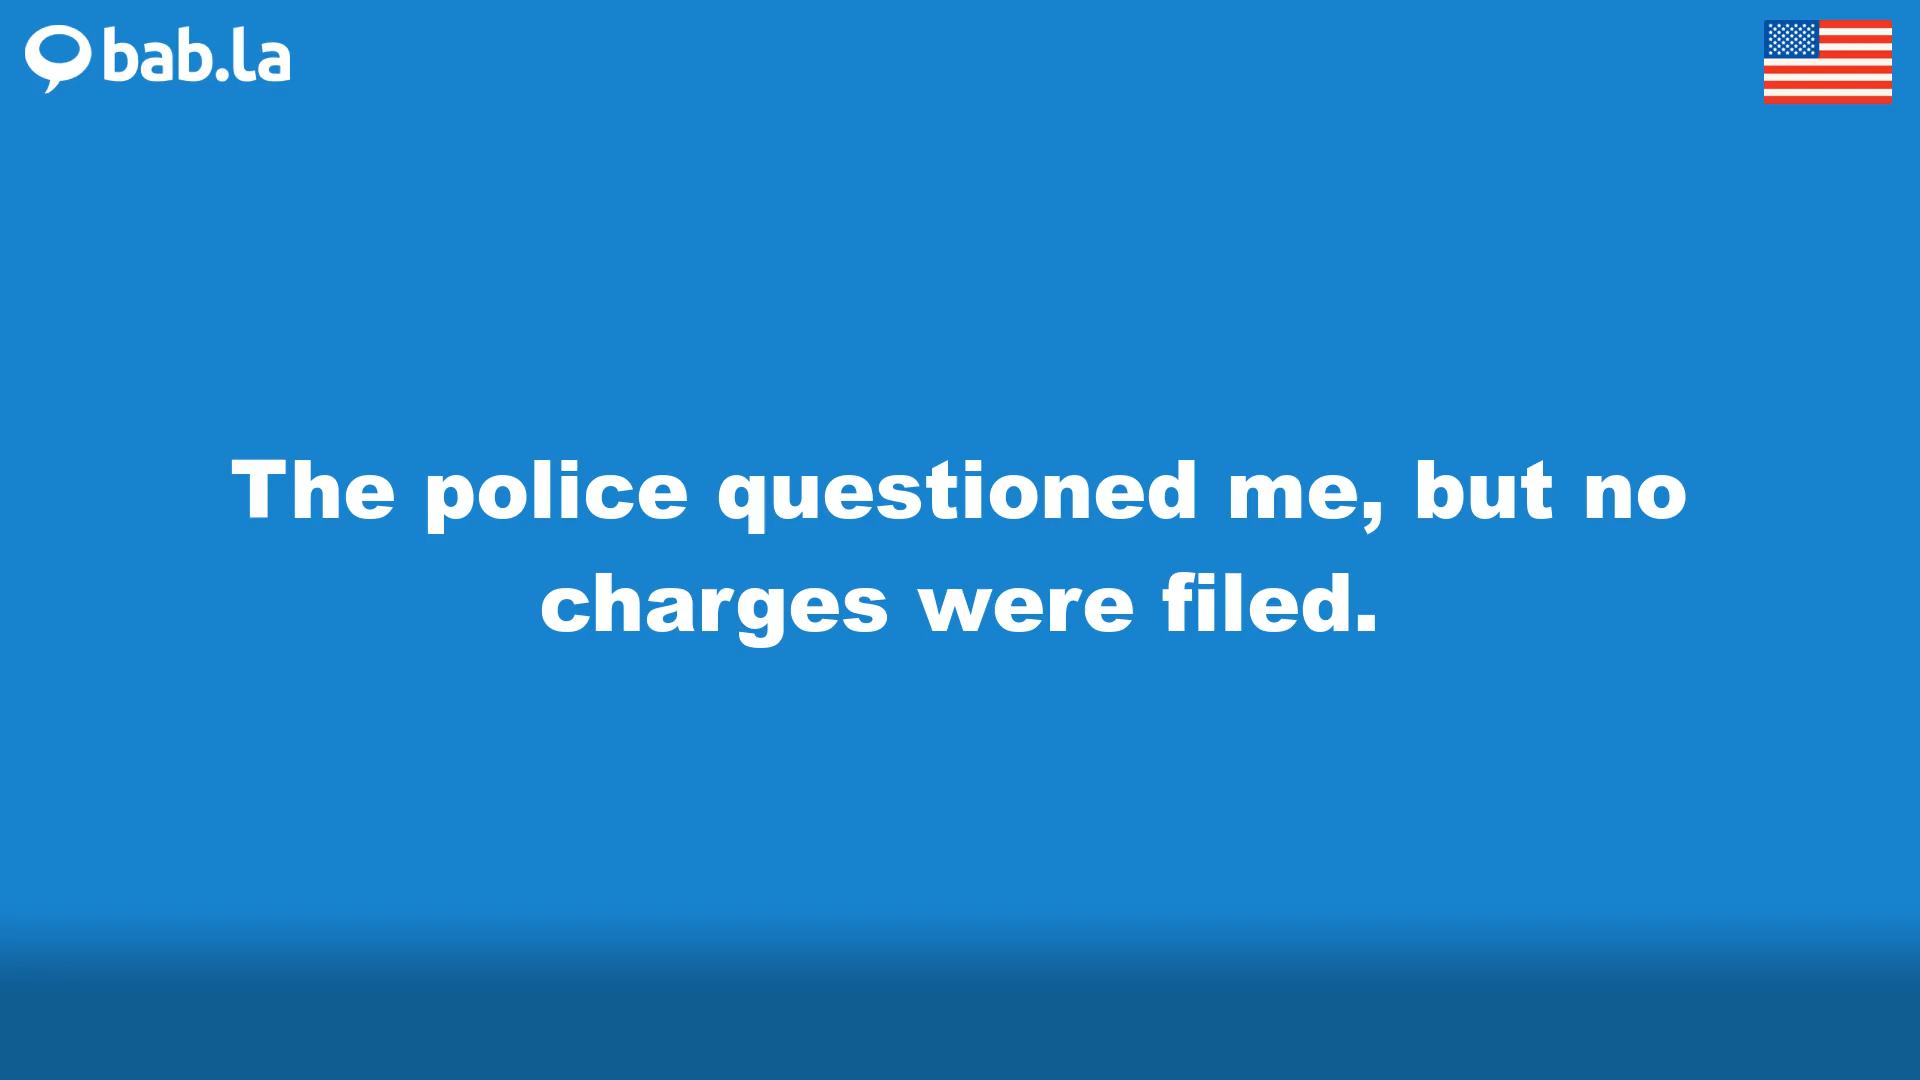 bab.la
The police questioned me, but no
charges were filed.